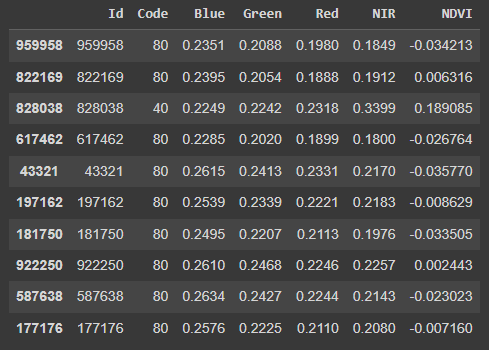 Id Code Blue Green Red NIR NDVI
959958 959958 80 0.2351 0.2088 0.1980 0.1849 -0.034213
822169 822169 80 0.2395 0.2054 0.1888 0.1912 0.006316
828038 828038 40 0.2249 0.2242 0.2318 0.3399 0.189085
617462 617462 80 0.2285 0.2020 0.1899 0.1800 -0.026764
43321 43321 80 0.2615 0.2413 0.2331 0.2170 -0.035770
197162 197162 80 0.2539 0.2339 0.2221 0.2183 -0.008629
181750 181750 80 0.2495 0.2207 0.2113 0.1976 -0.033505
922250 922250 80 0.2610 0.2468 0.2246 0.2257 0.002443
587638 587638 80 0.2634 0.2427 0.2244 0.2143 -0.023023
177176 177176 80 0.2576 0.2225 0.2110 0.2080 -0.007160